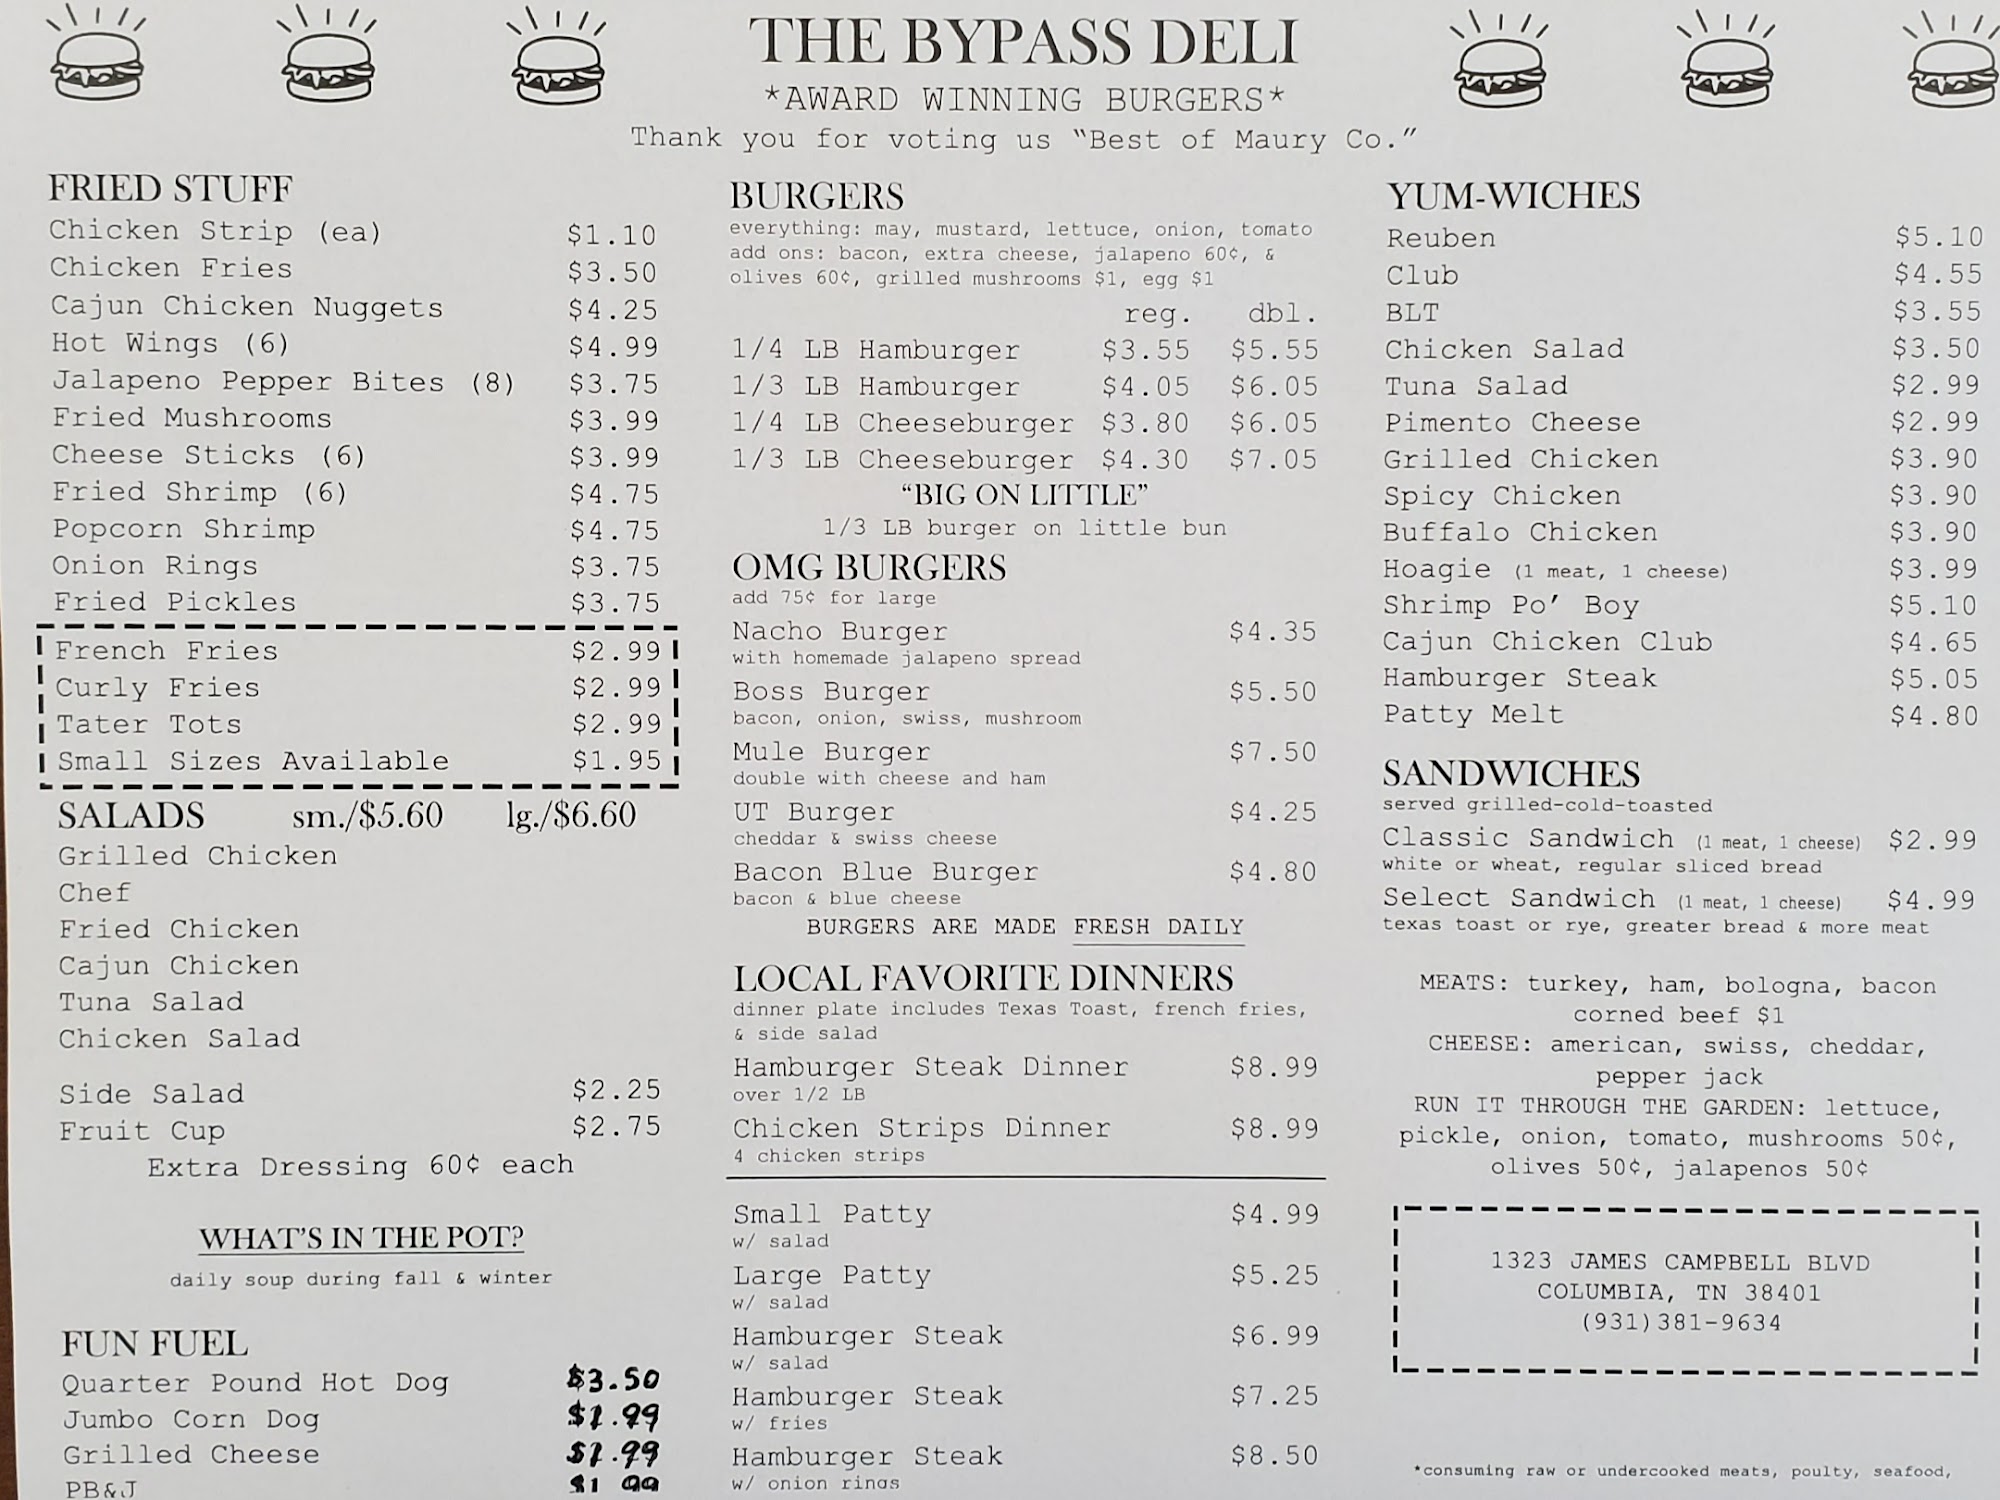 THE BYPASS DELI
*AWARD WINNING BURGERS*
Thank you for voting us “Best of Maury Co.”
FRIED STUFF
Chicken Strip (ea) $1.10
Chicken Fries $3.50
Cajun Chicken Nuggets $4.25
Hot Wings (6) $4.99
Jalapeno Pepper Bites (8) $3.75
Fried Mushrooms $3.99
Cheese Sticks (6) $3.99
Fried Shrimp (6) $4.75
Popcorn Shrimp $4.75
Onion Rings $3.75
Fried Pickles $3.75
French Fries $2.99
Curly Fries $2.99
Tater Tots $2.99
Small Sizes Available $1.95
SALADS sm./$5.60 lg./$6.60
Grilled Chicken
Chef
Fried Chicken
Cajun Chicken
Tuna Salad
Chicken Salad
Side Salad $2.25
Fruit Cup $2.75
Extra Dressing 60¢ each
WHAT’S IN THE POT?
daily soup during fall & winter
FUN FUEL
Quarter Pound Hot Dog $3.50
Jumbo Corn Dog $1.99
Grilled Cheese $1.99
PB&J $1.99
BURGERS
everything: may, mustard, lettuce, onion, tomato
add ons: bacon, extra cheese, jalapeno 60¢, &
olives 60¢, grilled mushrooms $1, egg $1
reg. dbl.
1/4 LB Hamburger $3.55 $5.55
1/3 LB Hamburger $4.05 $6.05
1/4 LB Cheeseburger $3.80 $6.05
1/3 LB Cheeseburger $4.30 $7.05
“BIG ON LITTLE”
1/3 LB burger on little bun
OMG BURGERS
add 75¢ for large
Nacho Burger $4.35
with homemade jalapeno spread
Boss Burger $5.50
bacon, onion, swiss, mushroom
Mule Burger $7.50
double with cheese and ham
UT Burger $4.25
cheddar & swiss cheese
Bacon Blue Burger $4.80
bacon & blue cheese
BURGERS ARE MADE FRESH DAILY
LOCAL FAVORITE DINNERS
dinner plate includes Texas Toast, french fries,
& side salad
Hamburger Steak Dinner $8.99
over 1/2 LB
Chicken Strips Dinner $8.99
4 chicken strips
Small Patty $4.99
w/ salad
Large Patty $5.25
w/ salad
Hamburger Steak $6.99
w/ salad
Hamburger Steak $7.25
w/ fries
Hamburger Steak $8.50
w/ onion rings
YUM-WICHES
Reuben $5.10
Club $4.55
BLT $3.55
Chicken Salad $3.50
Tuna Salad $2.99
Pimento Cheese $2.99
Grilled Chicken $3.90
Spicy Chicken $3.90
Buffalo Chicken $3.90
Hoagie (1 meat, 1 cheese) $3.99
Shrimp Po’ Boy $5.10
Cajun Chicken Club $4.65
Hamburger Steak $5.05
Patty Melt $4.80
SANDWICHES
served grilled-cold-toasted
Classic Sandwich (1 meat, 1 cheese) $2.99
white or wheat, regular sliced bread
Select Sandwich (1 meat, 1 cheese) $4.99
texas toast or rye, greater bread & more meat
MEATS: turkey, ham, bologna, bacon
corned beef $1
CHEESE: american, swiss, cheddar,
pepper jack
RUN IT THROUGH THE GARDEN: lettuce,
pickle, onion, tomato, mushrooms 50¢,
olives 50¢, jalapenos 50¢
1323 JAMES CAMPBELL BLVD
COLUMBIA, TN 38401
(931)381-9634
*consuming raw or undercooked meats, poulty, seafood,